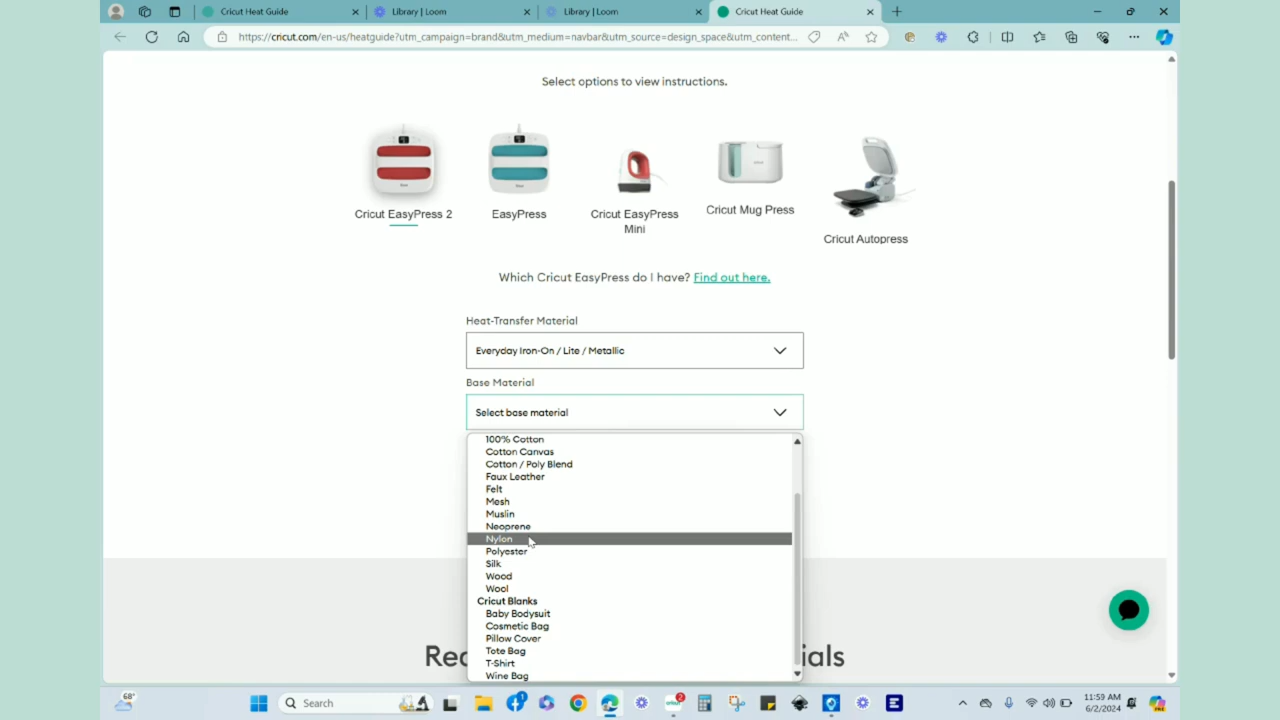 Cricut Heat Guide
Library | Loom
Library | Loom
Cricut Heat Guide
https://cricut.com/en-us/heatguide?utm_campaign=brand&utm_medium=navbar&utm_source=design_space&utm_content...
Select options to view instructions.
Cricut EasyPress 2
EasyPress
Cricut EasyPress
Mini
Cricut Mug Press
Cricut Autopress
Which Cricut EasyPress do I have? Find out here.
Heat-Transfer Material
Everyday Iron-On / Lite / Metallic
Base Material
Select base material
100% Cotton
Cotton Canvas
Cotton / Poly Blend
Faux Leather
Felt
Mesh
Muslin
Neoprene
Nylon
Polyester
Silk
Wood
Wool
Cricut Blanks
Baby Bodysuit
Cosmetic Bag
Pillow Cover
Tote Bag
T-Shirt
Wine Bag
68°
Search
1
2
11:59 AM
6/2/2024